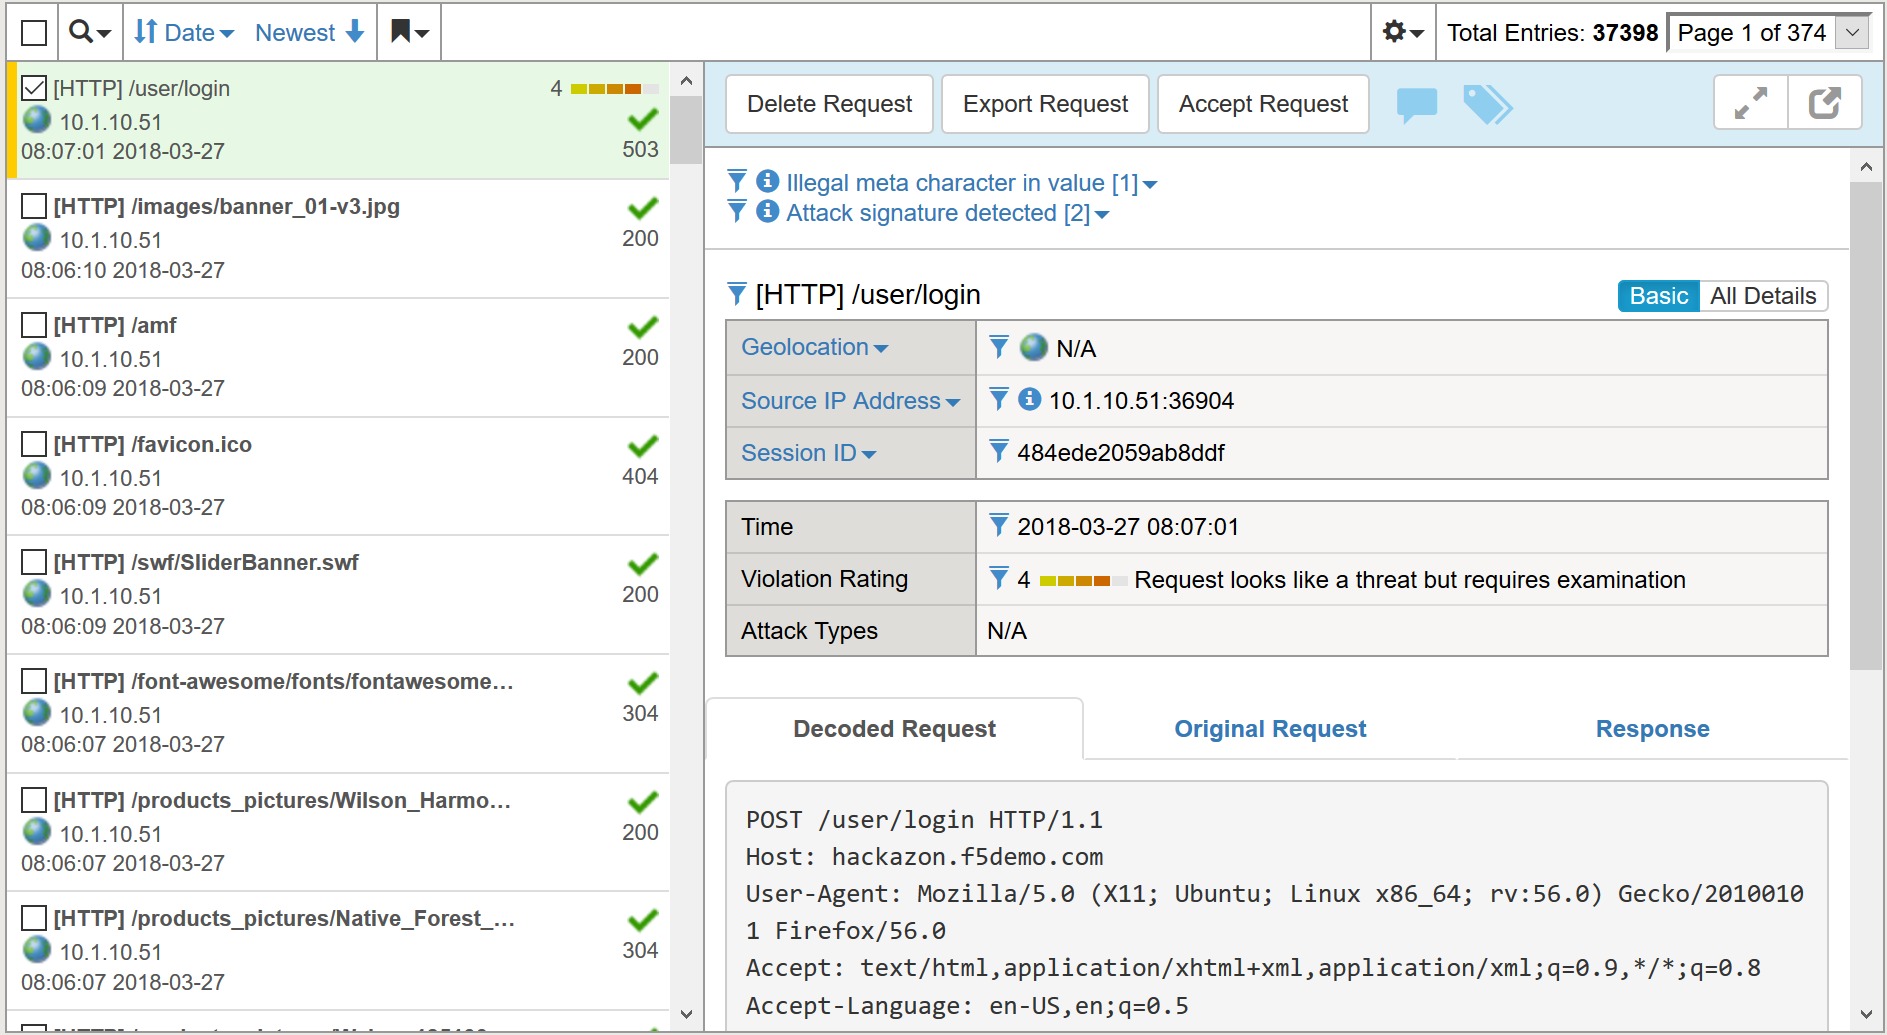 Date Newest Total Entries: 37398 Page 1 of 374
[HTTP] /user/login 4
10.1.10.51
08:07:01 2018-03-27 503
[HTTP] /images/banner_01-v3.jpg
10.1.10.51 200
08:06:10 2018-03-27
[HTTP] /amf
10.1.10.51 200
08:06:09 2018-03-27
[HTTP] /favicon.ico
10.1.10.51 404
08:06:09 2018-03-27
[HTTP] /swf/SliderBanner.swf
10.1.10.51 200
08:06:09 2018-03-27
[HTTP] /font-awesome/fonts/fontawesome...
10.1.10.51 304
08:06:07 2018-03-27
[HTTP] /products_pictures/Wilson_Harmo...
10.1.10.51 200
08:06:07 2018-03-27
[HTTP] /products_pictures/Native_Forest_...
10.1.10.51 304
08:06:07 2018-03-27
Delete Request Export Request Accept Request
Illegal meta character in value [1]
Attack signature detected [2]
[HTTP] /user/login Basic All Details
Geolocation N/A
Source IP Address 10.1.10.51:36904
Session ID 484ede2059ab8ddf
Time 2018-03-27 08:07:01
Violation Rating 4 Request looks like a threat but requires examination
Attack Types N/A
Decoded Request Original Request Response
POST /user/login HTTP/1.1
Host: hackazon.f5demo.com
User-Agent: Mozilla/5.0 (X11; Ubuntu; Linux x86_64; rv:56.0) Gecko/2010010
1 Firefox/56.0
Accept: text/html,application/xhtml+xml,application/xml;q=0.9,*/*;q=0.8
Accept-Language: en-US,en;q=0.5